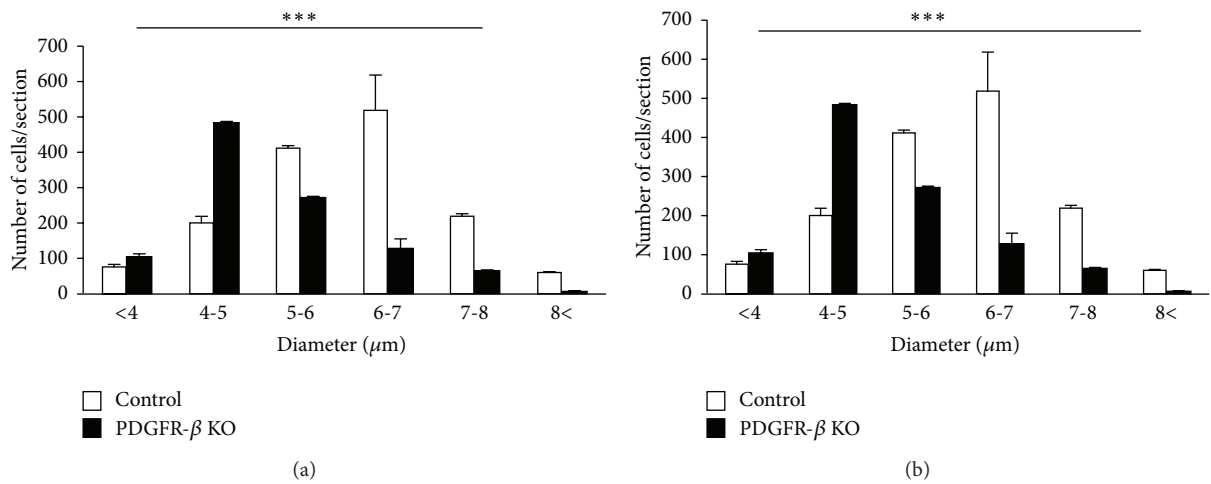 ***
700
600
500
400
300
200
100
0
Number of cells/section
<4 4-5 5-6 6-7 7-8 8<
Diameter (μm)
Control
PDGFR-β KO
(a)
***
700
600
500
400
300
200
100
0
Number of cells/section
<4 4-5 5-6 6-7 7-8 8<
Diameter (μm)
Control
PDGFR-β KO
(b)